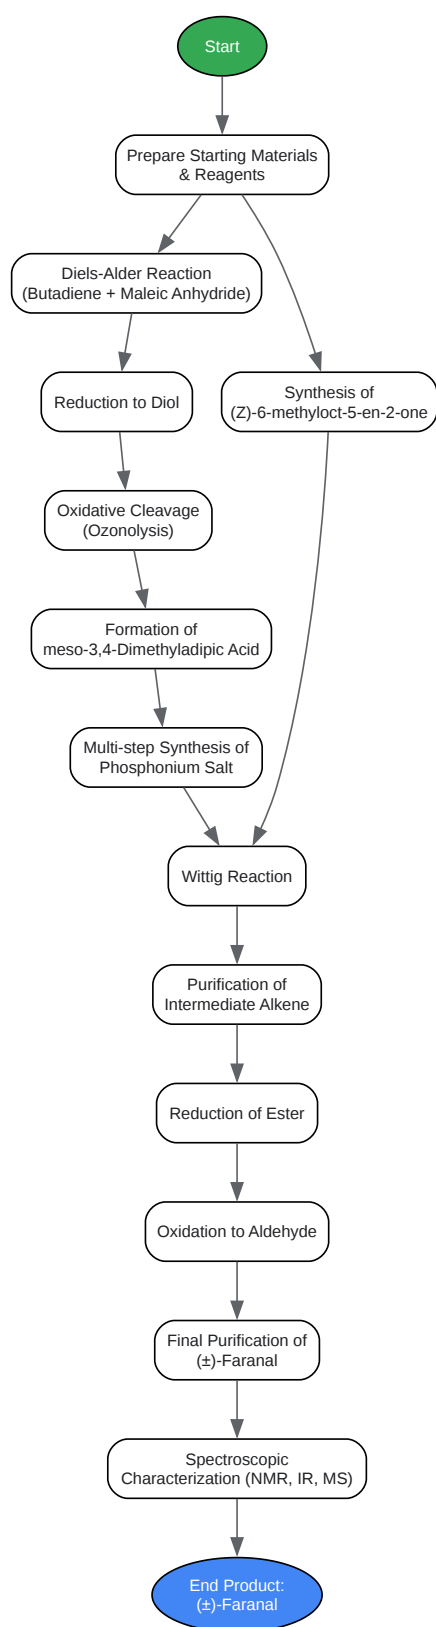 Start
Prepare Starting Materials
& Reagents
Diels-Alder Reaction
(Butadiene + Maleic Anhydride)
Reduction to Diol
Synthesis of
(Z)-6-methyloct-5-en-2-one
Oxidative Cleavage
(Ozonolysis)
Formation of
meso-3,4-Dimethyladipic Acid
Multi-step Synthesis of
Phosphonium Salt
Wittig Reaction
Purification of
Intermediate Alkene
Reduction of Ester
Oxidation to Aldehyde
Final Purification of
(±)-Faranal
Spectroscopic
Characterization (NMR, IR, MS)
End Product:
(±)-Faranal